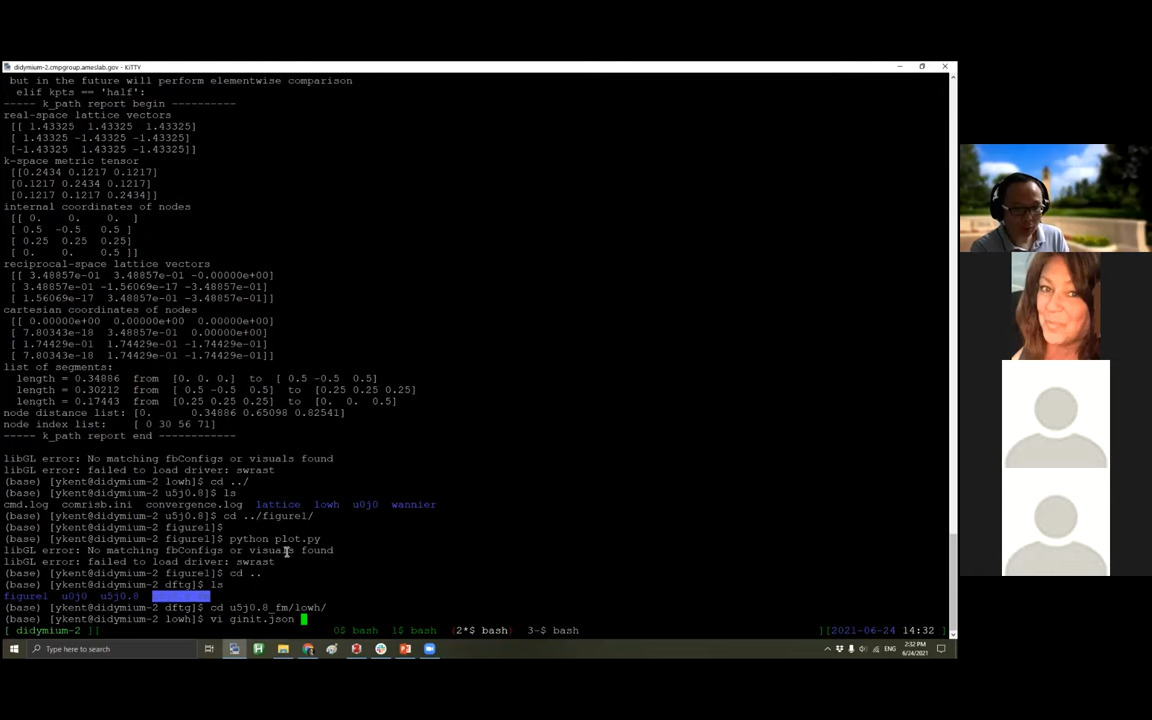 didymium-2.cmpgroup.ameslab.gov - KiTTY
but in the future will perform elementwise comparison
elif kpts == 'half':
----- k_path report begin ----------
real-space lattice vectors
[[ 1.43325  1.43325  1.43325]
[ 1.43325 -1.43325 -1.43325]
[-1.43325  1.43325 -1.43325]]
k-space metric tensor
[[0.2434 0.1217 0.1217]
[0.1217 0.2434 0.1217]
[0.1217 0.1217 0.2434]]
internal coordinates of nodes
[[ 0.    0.    0.  ]
[ 0.5  -0.5   0.5 ]
[ 0.25  0.25  0.25]
[ 0.    0.    0.5 ]]
reciprocal-space lattice vectors
[[ 3.48857e-01  3.48857e-01 -0.00000e+00]
[ 3.48857e-01 -1.56069e-17 -3.48857e-01]
[ 1.56069e-17  3.48857e-01 -3.48857e-01]]
cartesian coordinates of nodes
[[ 0.00000e+00  0.00000e+00  0.00000e+00]
[ 7.80343e-18  3.48857e-01  0.00000e+00]
[ 1.74429e-01  1.74429e-01 -1.74429e-01]
[ 7.80343e-18  1.74429e-01 -1.74429e-01]]
list of segments:
length = 0.34886  from  [0. 0. 0.]  to  [ 0.5 -0.5  0.5]
length = 0.30212  from  [ 0.5 -0.5  0.5]  to  [0.25 0.25 0.25]
length = 0.17443  from  [0.25 0.25 0.25]  to  [0.  0.  0.5]
node distance list: [0.      0.34886 0.65098 0.82541]
node index list:  [ 0 30 56 71]
----- k_path report end ------------
libGL error: No matching fbConfigs or visuals found
libGL error: failed to load driver: swrast
(base) [ykent@didymium-2 lowh]$ cd ../
(base) [ykent@didymium-2 u5j0.8]$ ls
cmd.log  comrisb.ini  convergence.log  lattice  lowh  u0j0  wannier
(base) [ykent@didymium-2 u5j0.8]$ cd ../figure1/
(base) [ykent@didymium-2 figure1]$
(base) [ykent@didymium-2 figure1]$ python plot.py
libGL error: No matching fbConfigs or visuals found
libGL error: failed to load driver: swrast
(base) [ykent@didymium-2 figure1]$ cd ..
(base) [ykent@didymium-2 dftg]$ ls
figure1  u0j0  u5j0.8
(base) [ykent@didymium-2 dftg]$ cd u5j0.8_fm/lowh/
(base) [ykent@didymium-2 lowh]$ vi ginit.json
[ didymium-2 ][ 0$ bash  1$ bash  (2*$ bash)  3-$ bash ][2021-06-24 14:32 ]
Type here to search
ENG
2:32 PM
6/24/2021